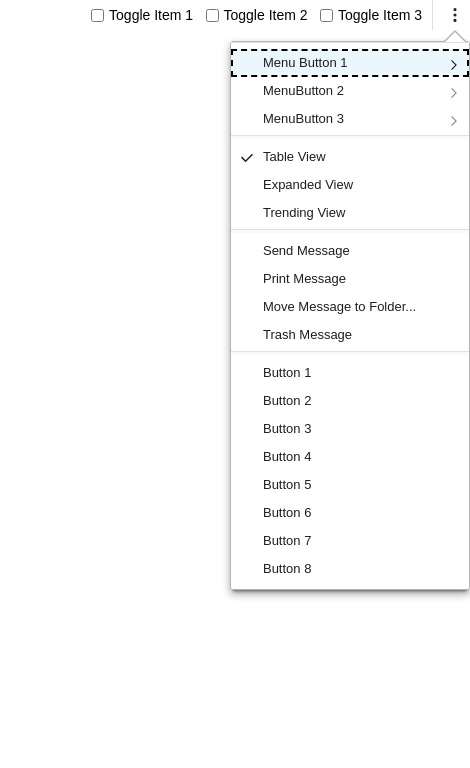 Toggle Item 1 Toggle Item 2 Toggle Item 3
Menu Button 1
MenuButton 2
MenuButton 3
Table View
Expanded View
Trending View
Send Message
Print Message
Move Message to Folder...
Trash Message
Button 1
Button 2
Button 3
Button 4
Button 5
Button 6
Button 7
Button 8